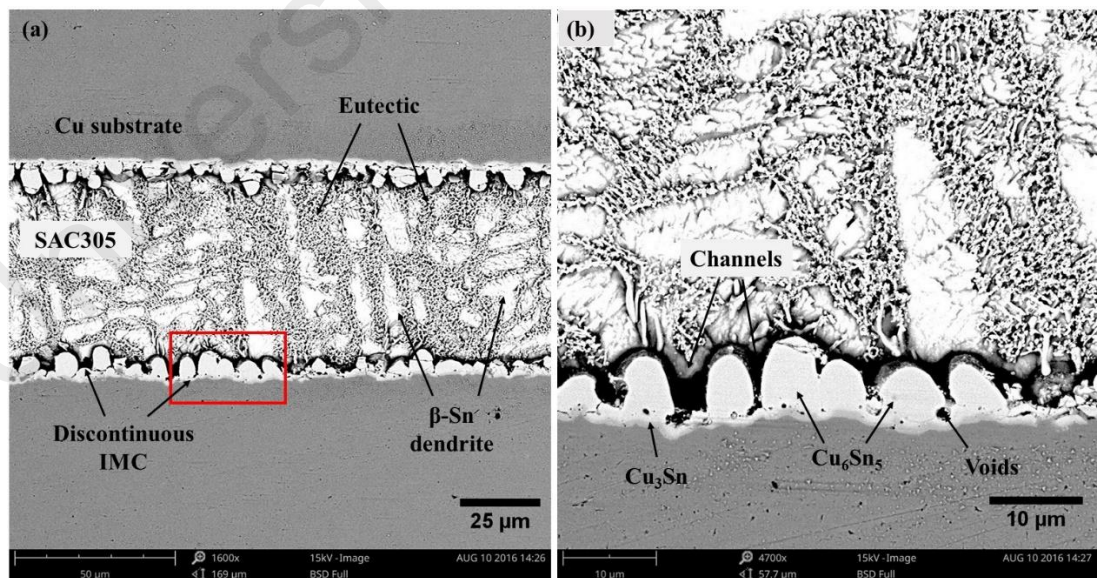 (a)
Cu substrate
Eutectic
SAC305
Discontinuous
IMC
β-Sn
dendrite
25 µm
50 µm
1600x
169 µm
15kV - Image
BSD Full
AUG 10 2016 14:26
(b)
Channels
Cu₃Sn
Cu₆Sn₅
Voids
10 µm
10 µm
4700x
57.7 µm
15kV - Image
BSD Full
AUG 10 2016 14:27